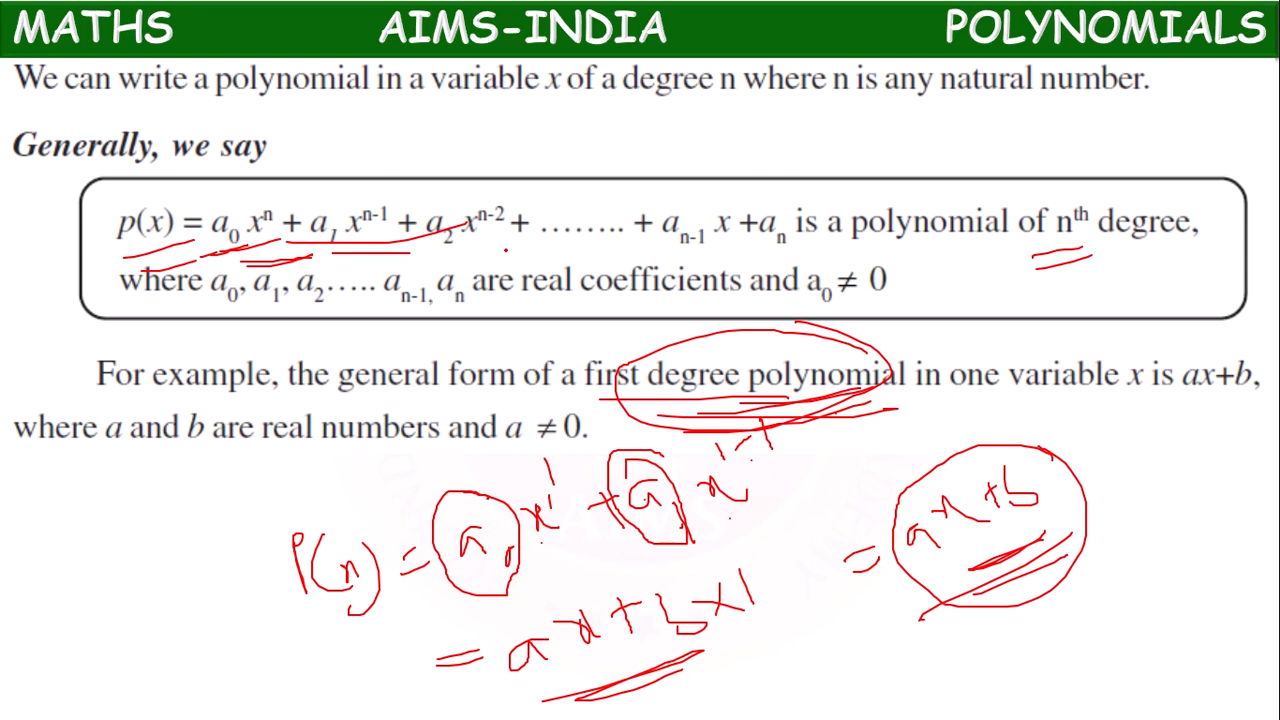 MATHS AIMS-INDIA POLYNOMIALS
We can write a polynomial in a variable x of a degree n where n is any natural number.
Generally, we say
p(x) = a₀ xⁿ + a₁ xⁿ⁻¹ + a₂ xⁿ⁻² + …….. + aₙ₋₁ x +aₙ is a polynomial of nᵗʰ degree,
where a₀, a₁, a₂….. aₙ₋₁, aₙ are real coefficients and a₀ ≠ 0
For example, the general form of a first degree polynomial in one variable x is ax+b,
where a and b are real numbers and a ≠0.
P(x) = a₀ x¹ + a₁ x¹⁻¹
= ax + b×1
= ax+b